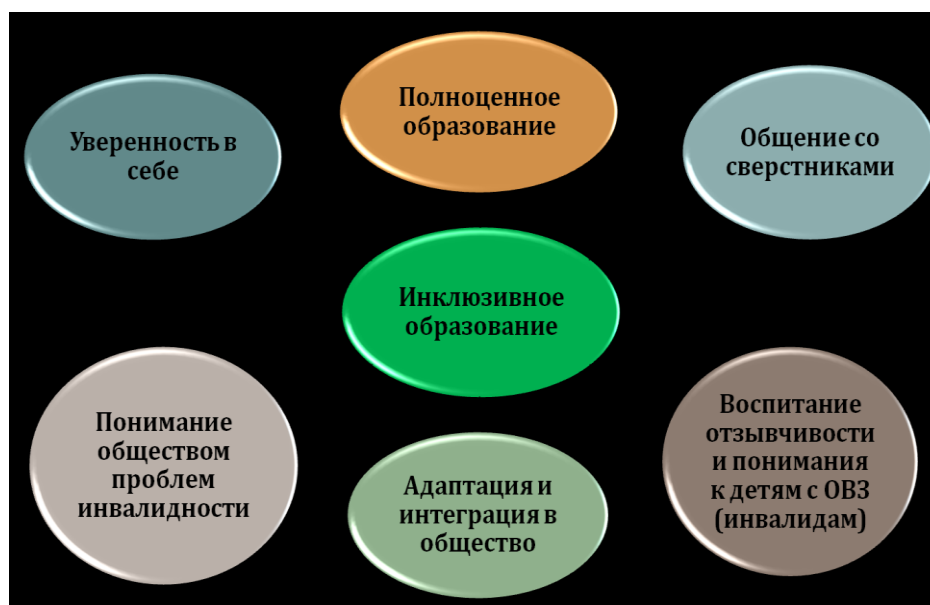 Уверенность в
себе
Полноценное
образование
Общение со
сверстниками
Инклюзивное
образование
Понимание
обществом
проблем
инвалидности
Адаптация и
интеграция в
общество
Воспитание
отзывчивости
и понимания
к детям с ОВЗ
(инвалидам)